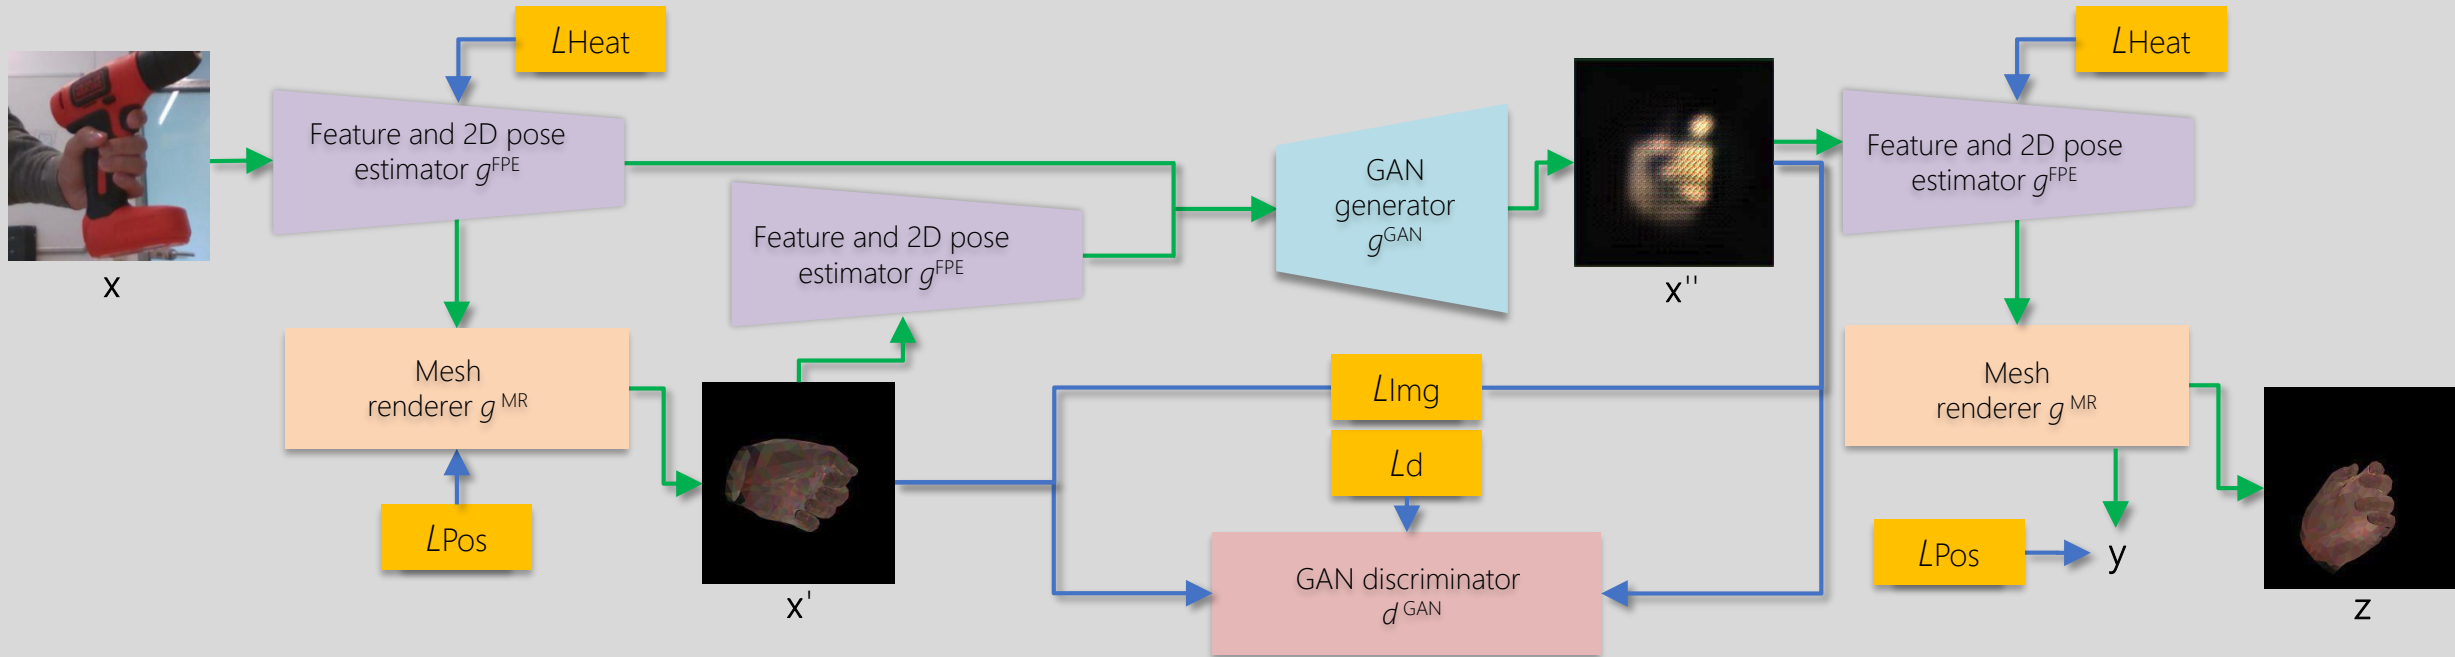 LHeat
Feature and 2D pose
estimator gFPE
x
Mesh
renderer g MR
LPos
Feature and 2D pose
estimator gFPE
x'
GAN
generator
gGAN
x''
LImg
Ld
GAN discriminator
d GAN
LHeat
Feature and 2D pose
estimator gFPE
Mesh
renderer g MR
LPos
y
z